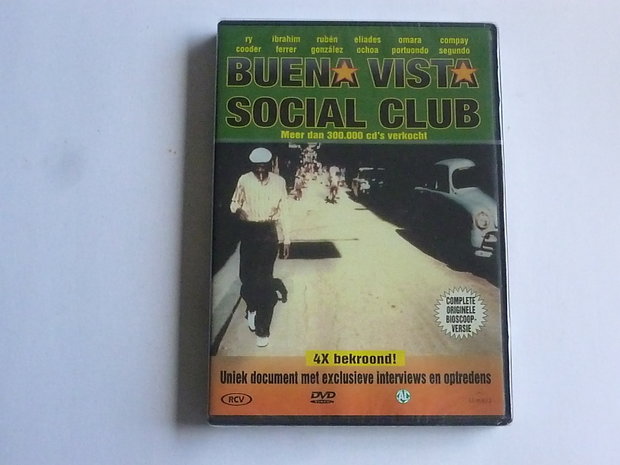 ry ibrahim rubén eliades omara compay
cooder ferrer gonzález ochoa portuondo segundo
BUENA VISTA
SOCIAL CLUB
Meer dan 300.000 cd's verkocht
COMPLETE
ORIGINELE
BIOSCOOP-
VERSIE
4X bekroond!
Uniek document met exclusieve interviews en optredens
RCV
DVD
AL